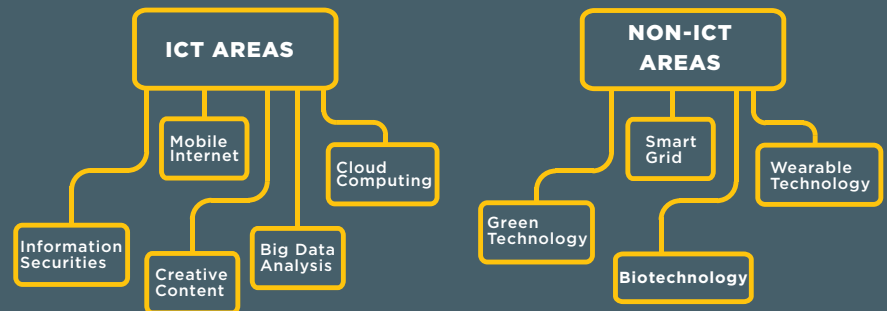 ICT AREAS
Mobile
Internet
Cloud
Computing
Information
Securities
Creative
Content
Big Data
Analysis
NON-ICT
AREAS
Smart
Grid
Wearable
Technology
Green
Technology
Biotechnology